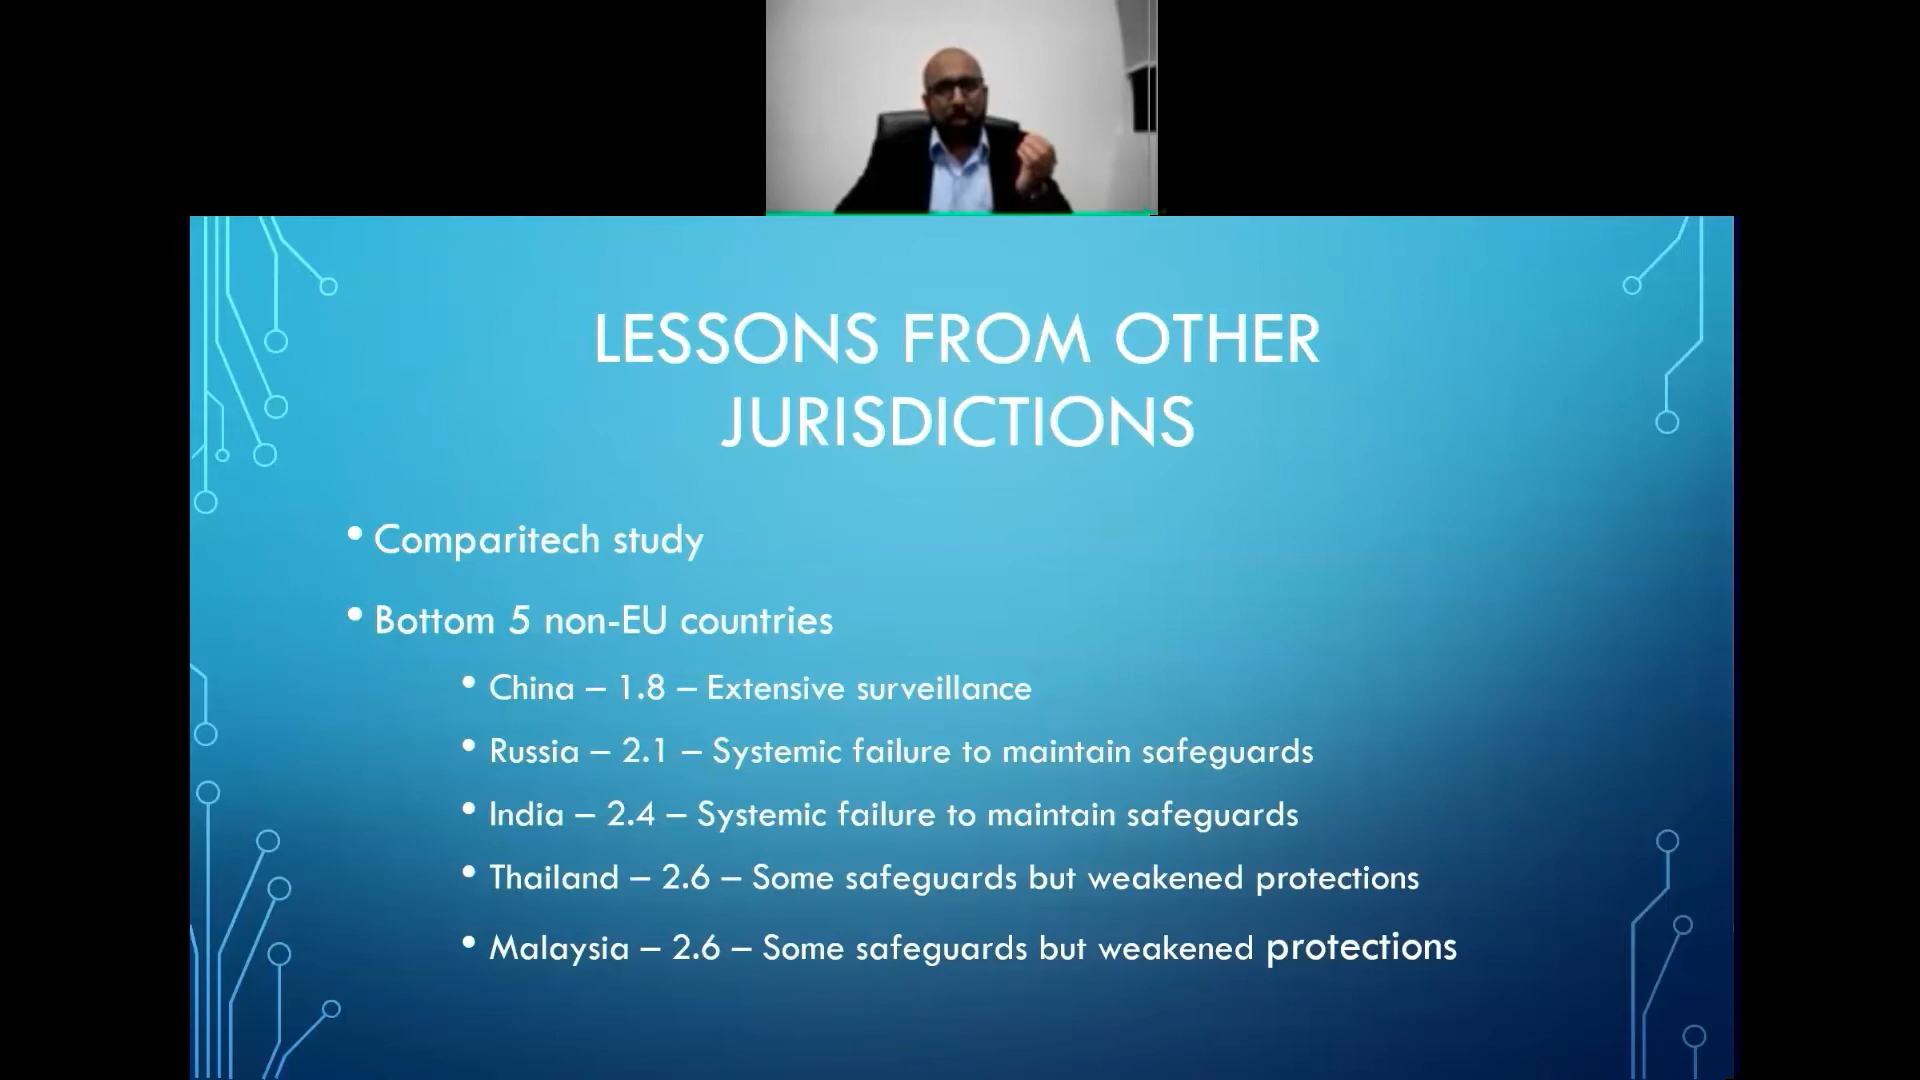 LESSONS FROM OTHER
JURISDICTIONS
• Comparitech study
• Bottom 5 non-EU countries
• China – 1.8 – Extensive surveillance
• Russia – 2.1 – Systemic failure to maintain safeguards
• India – 2.4 – Systemic failure to maintain safeguards
• Thailand – 2.6 – Some safeguards but weakened protections
• Malaysia – 2.6 – Some safeguards but weakened protections